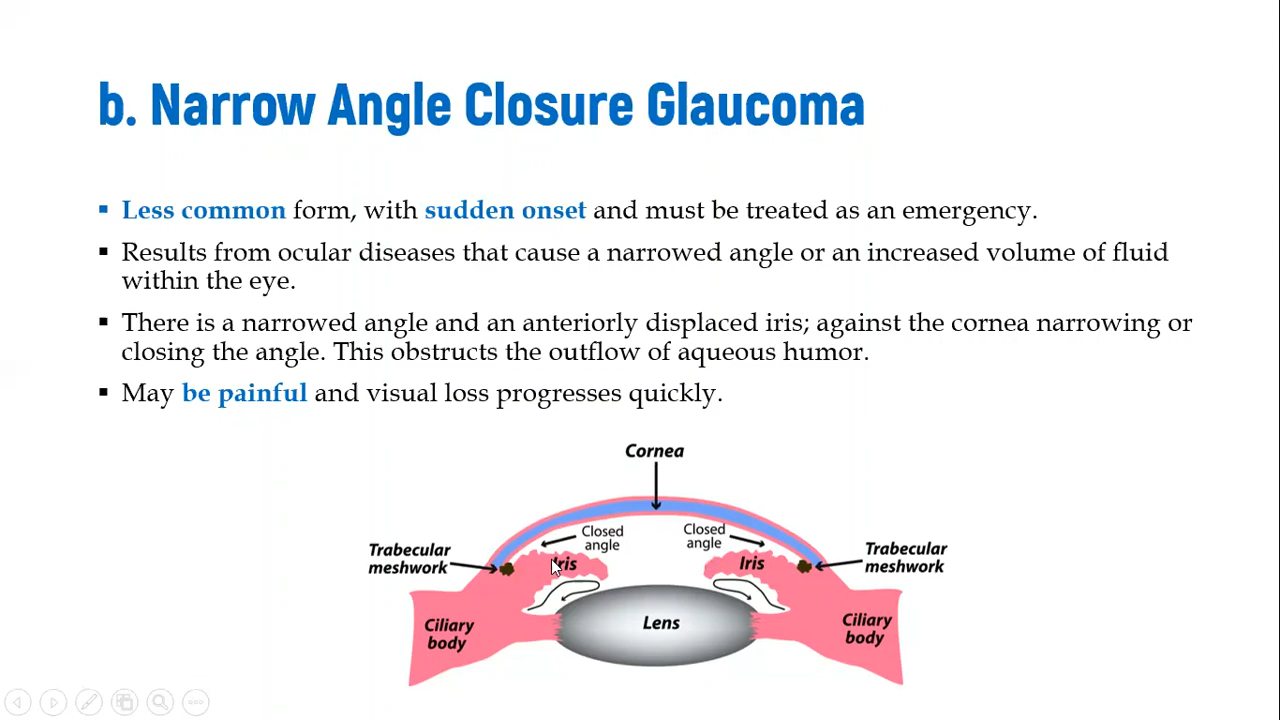 b. Narrow Angle Closure Glaucoma
Less common form, with sudden onset and must be treated as an emergency.
Results from ocular diseases that cause a narrowed angle or an increased volume of fluid
within the eye.
There is a narrowed angle and an anteriorly displaced iris; against the cornea narrowing or
closing the angle. This obstructs the outflow of aqueous humor.
May be painful and visual loss progresses quickly.
Cornea
Closed
angle
Closed
angle
Trabecular
meshwork
Iris
Iris
Trabecular
meshwork
Ciliary
body
Lens
Ciliary
body